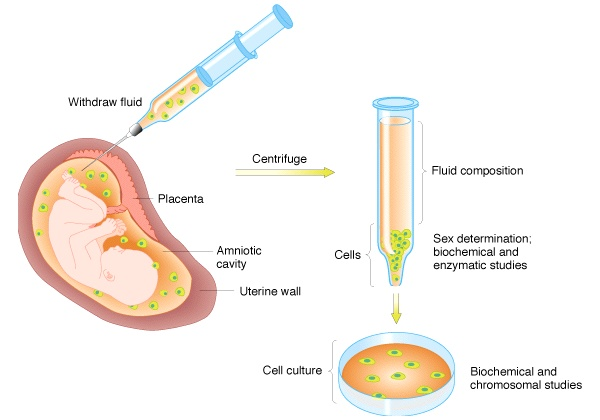 Withdraw fluid
Centrifuge
Fluid composition
Placenta
Amniotic
cavity
Uterine wall
Cells
Sex determination;
biochemical and
enzymatic studies
Cell culture
Biochemical and
chromosomal studies